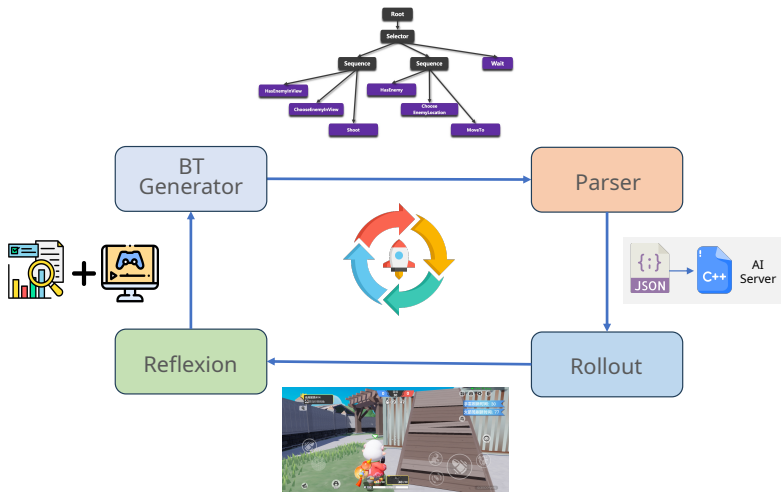 Root
Selector
Sequence
Sequence
Wait
HasEnemyInView
HasEnemy
ChooseEnemyInView
Choose
EnemyLocation
Shoot
MoveTo
BT
Generator
Parser
{;}
JSON
C++
AI
Server
Reflexion
Rollout